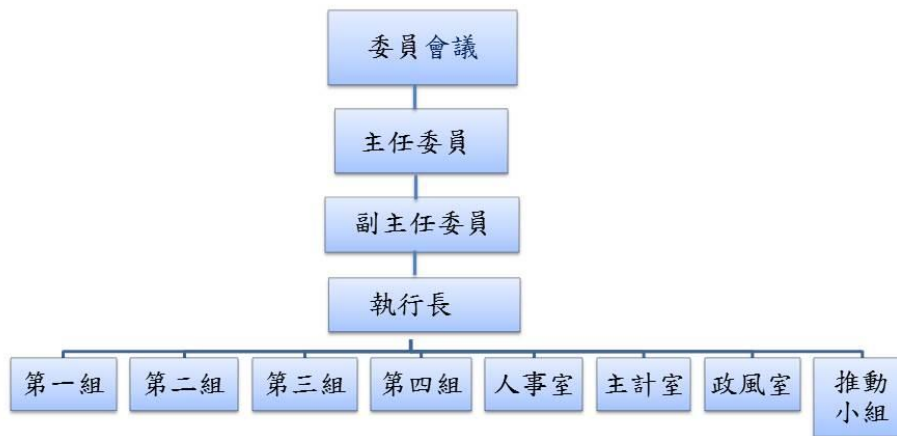 委員會議
主任委員
副主任委員
執行長
第一組
第二組
第三組
第四組
人事室
主計室
政風室
推動
小組